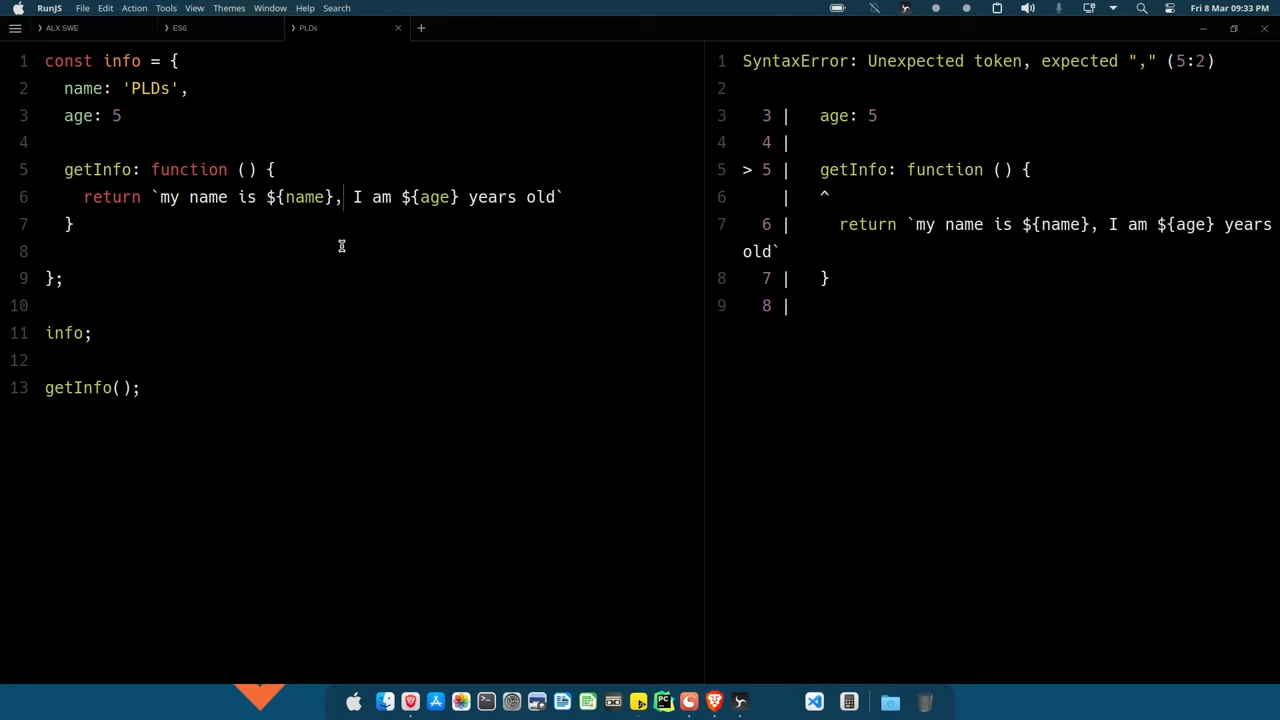 RunJS File Edit Action Tools View Themes Window Help Search Fri 8 Mar 09:33 PM
ALX SWE ES6 PLDs
1 const info = {
2 name: 'PLDs',
3 age: 5
4
5 getInfo: function () {
6 return `my name is ${name}, I am ${age} years old`
7 }
8
9 };
10
11 info;
12
13 getInfo();
1 SyntaxError: Unexpected token, expected "," (5:2)
2
3 3 | age: 5
4 4 |
5 > 5 | getInfo: function () {
6 | ^
7 6 | return `my name is ${name}, I am ${age} years
old`
8 7 | }
9 8 |
PC